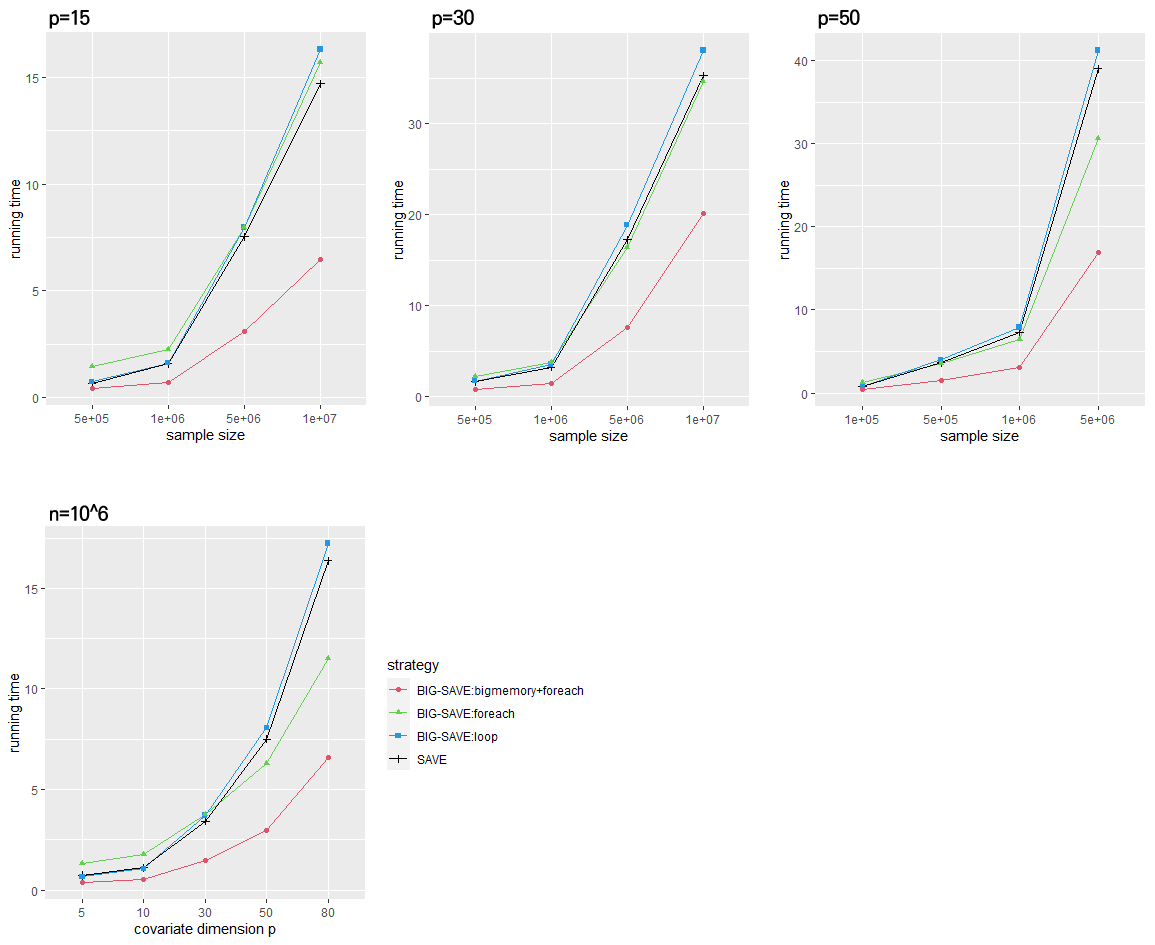 p=15
15
10
5
0
running time
5e+05 1e+06 5e+06 1e+07
sample size
p=30
30
20
10
0
running time
5e+05 1e+06 5e+06 1e+07
sample size
p=50
40
30
20
10
0
running time
1e+05 5e+05 1e+06 5e+06
sample size
n=10^6
15
10
5
0
running time
5 10 30 50 80
covariate dimension p
strategy
BIG-SAVE:bigmemory+foreach
BIG-SAVE:foreach
BIG-SAVE:loop
SAVE